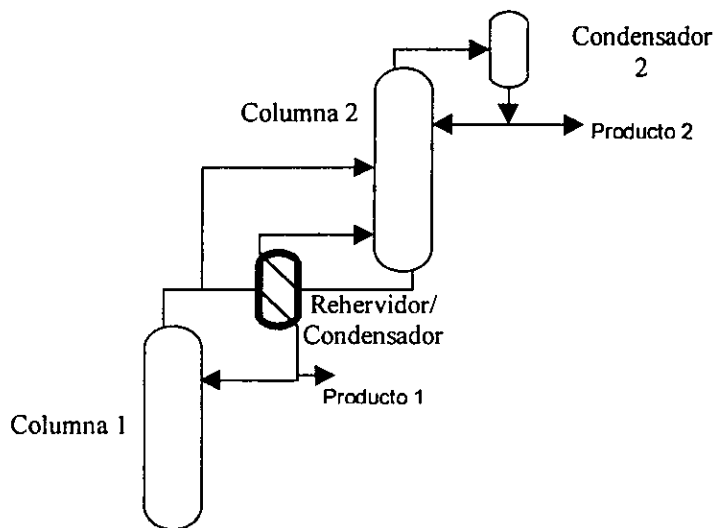 Condensador
2
Columna 2
Producto 2
Rehervidor/
Condensador
Producto 1
Columna 1